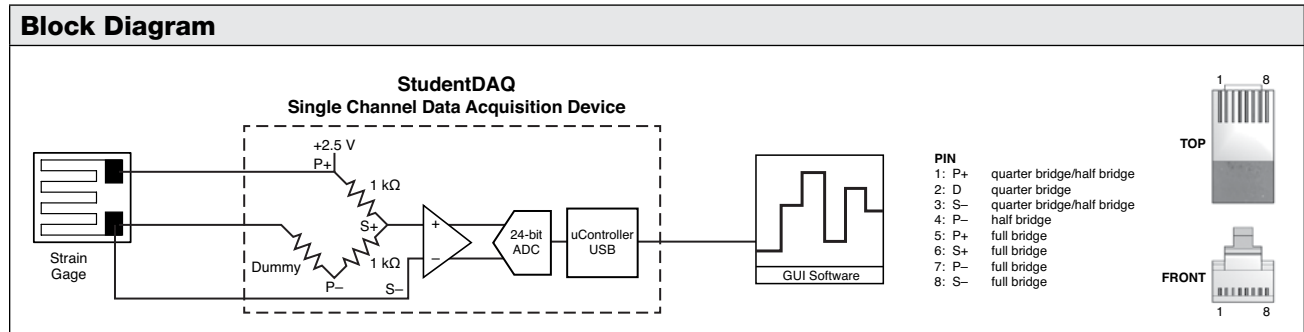 Block Diagram
StudentDAQ
Single Channel Data Acquisition Device
+2.5 V
P+
1 kΩ
S+
+
–
24-bit
ADC
uController
USB
Dummy
1 kΩ
P–
S–
Strain
Gage
GUI Software
PIN
1: P+ quarter bridge/half bridge
2: D quarter bridge
3: S– quarter bridge/half bridge
4: P– half bridge
5: P+ full bridge
6: S+ full bridge
7: P– full bridge
8: S– full bridge
1 8
TOP
FRONT
1 8